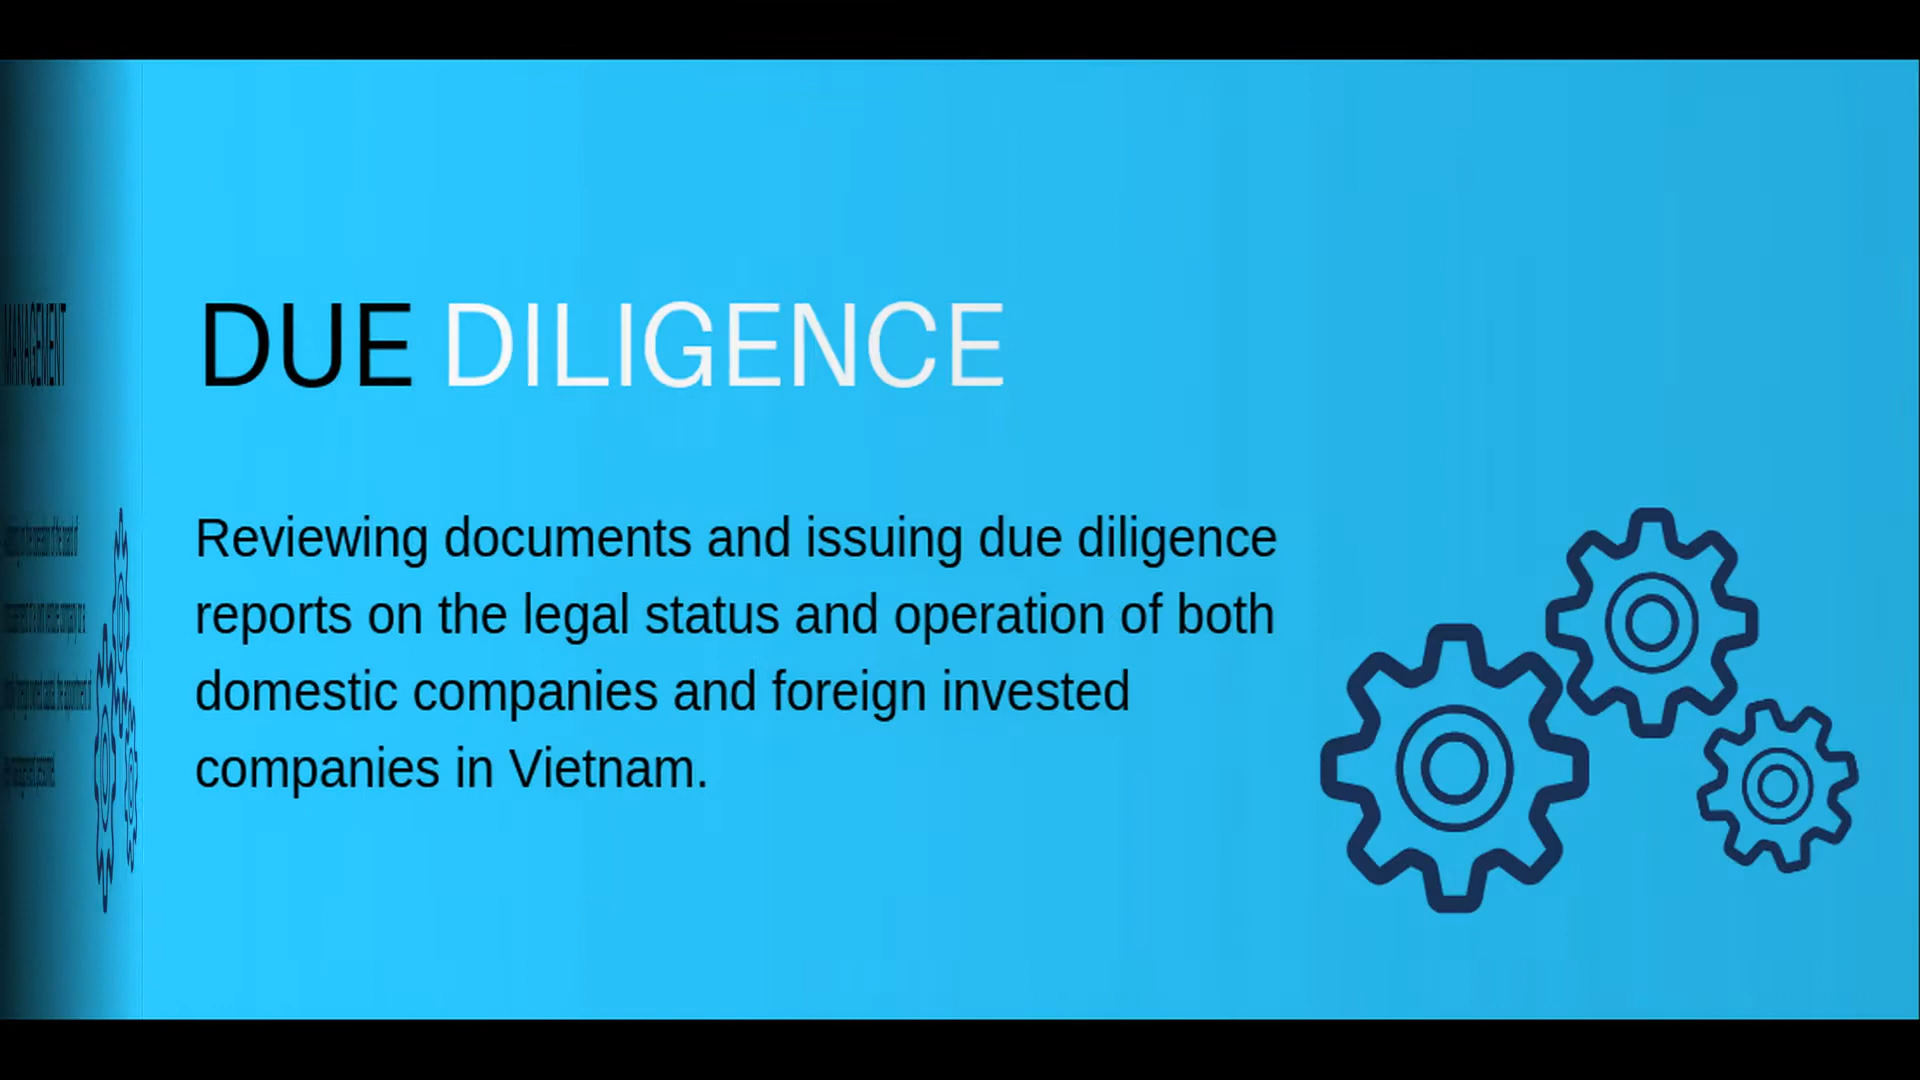 MANAGEMENT
DUE DILIGENCE
Reviewing documents and issuing due diligence
reports on the legal status and operation of both
domestic companies and foreign invested
companies in Vietnam.